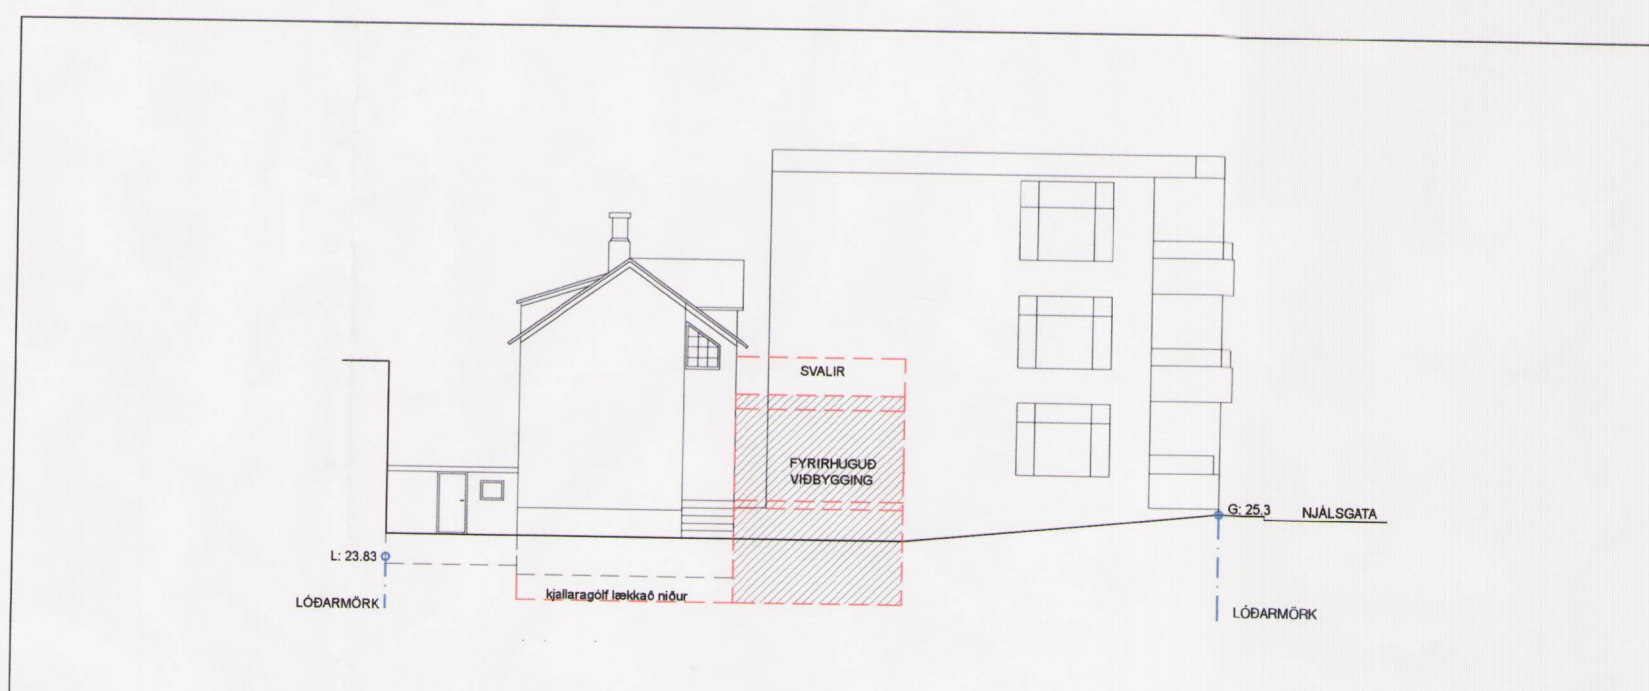 SVALIR
FYRIRHUGUÐ
VIÐBYGGING
G: 25.3
NJÁLSGATA
L: 23.83
kjallaragólf lækkað niður
LÓÐARMÖRK
LÓÐARMÖRK